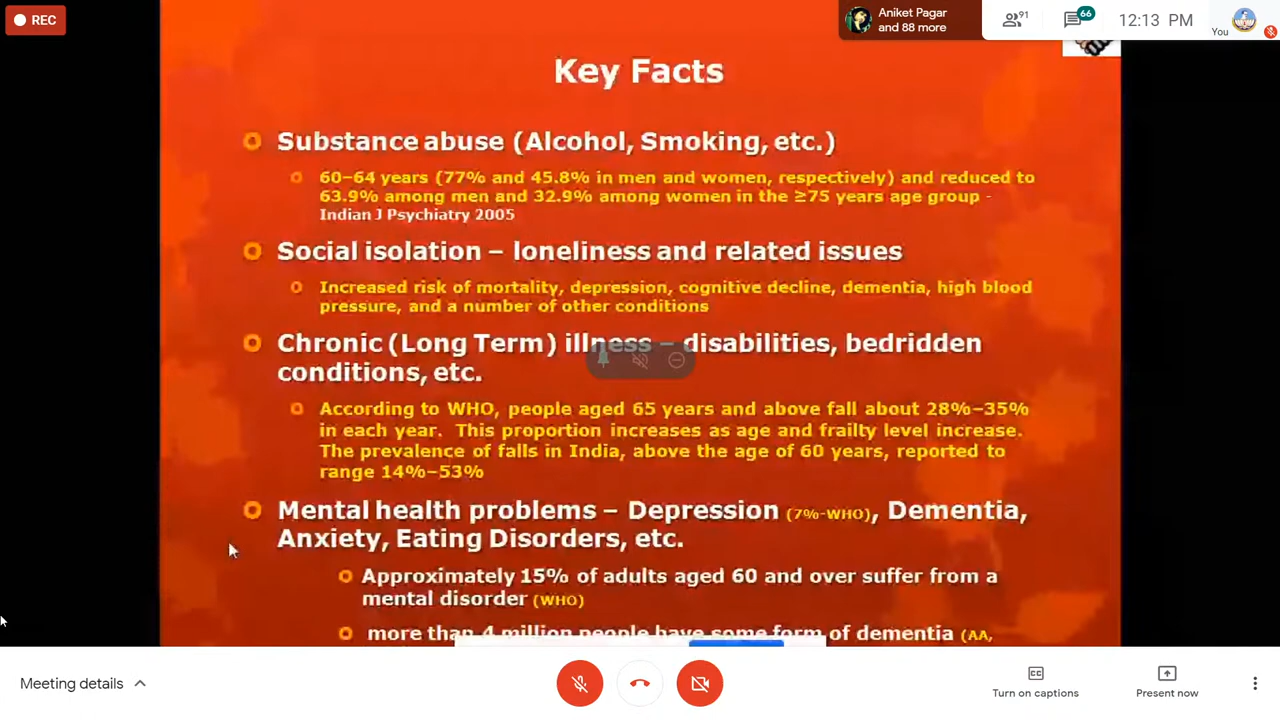 REC
Aniket Pagar
and 88 more
91
66
12:13 PM
You
Key Facts
Substance abuse (Alcohol, Smoking, etc.)
60–64 years (77% and 45.8% in men and women, respectively) and reduced to
63.9% among men and 32.9% among women in the ≥75 years age group -
Indian J Psychiatry 2005
Social isolation – loneliness and related issues
Increased risk of mortality, depression, cognitive decline, dementia, high blood
pressure, and a number of other conditions
Chronic (Long Term) illness – disabilities, bedridden
conditions, etc.
According to WHO, people aged 65 years and above fall about 28%–35%
in each year. This proportion increases as age and frailty level increase.
The prevalence of falls in India, above the age of 60 years, reported to
range 14%–53%
Mental health problems – Depression (7%-WHO), Dementia,
Anxiety, Eating Disorders, etc.
Approximately 15% of adults aged 60 and over suffer from a
mental disorder (WHO)
more than 4 million people have some form of dementia (AA,
Meeting details
Turn on captions
Present now